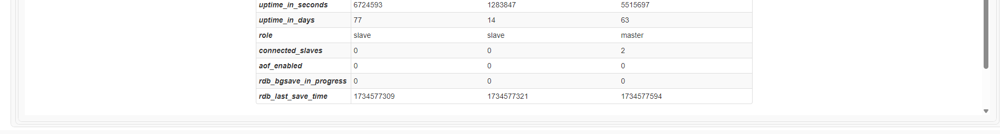 uptime_in_seconds 6724593 1283847 5515697
uptime_in_days 77 14 63
role slave slave master
connected_slaves 0 0 2
aof_enabled 0 0 0
rdb_bgsave_in_progress 0 0 0
rdb_last_save_time 1734577309 1734577321 1734577594